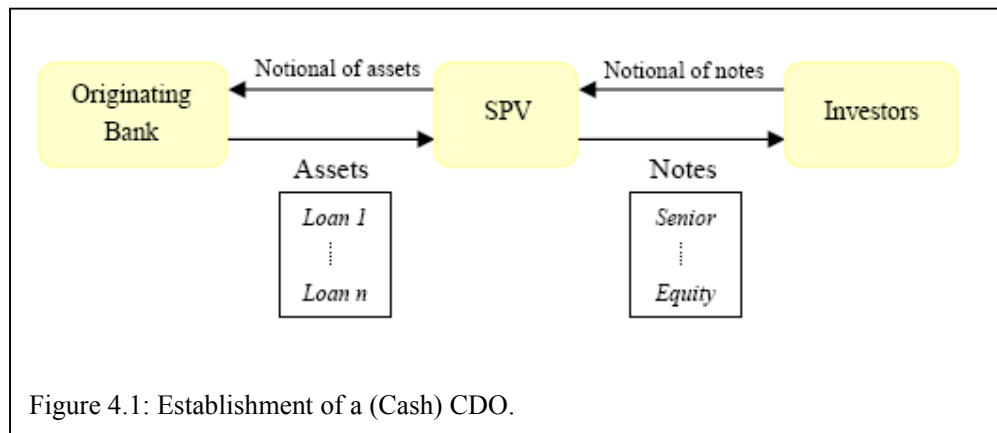 Notional of assets
Notional of notes
Originating
Bank
SPV
Investors
Assets
Notes
Loan 1
Loan n
Senior
Equity
Figure 4.1: Establishment of a (Cash) CDO.